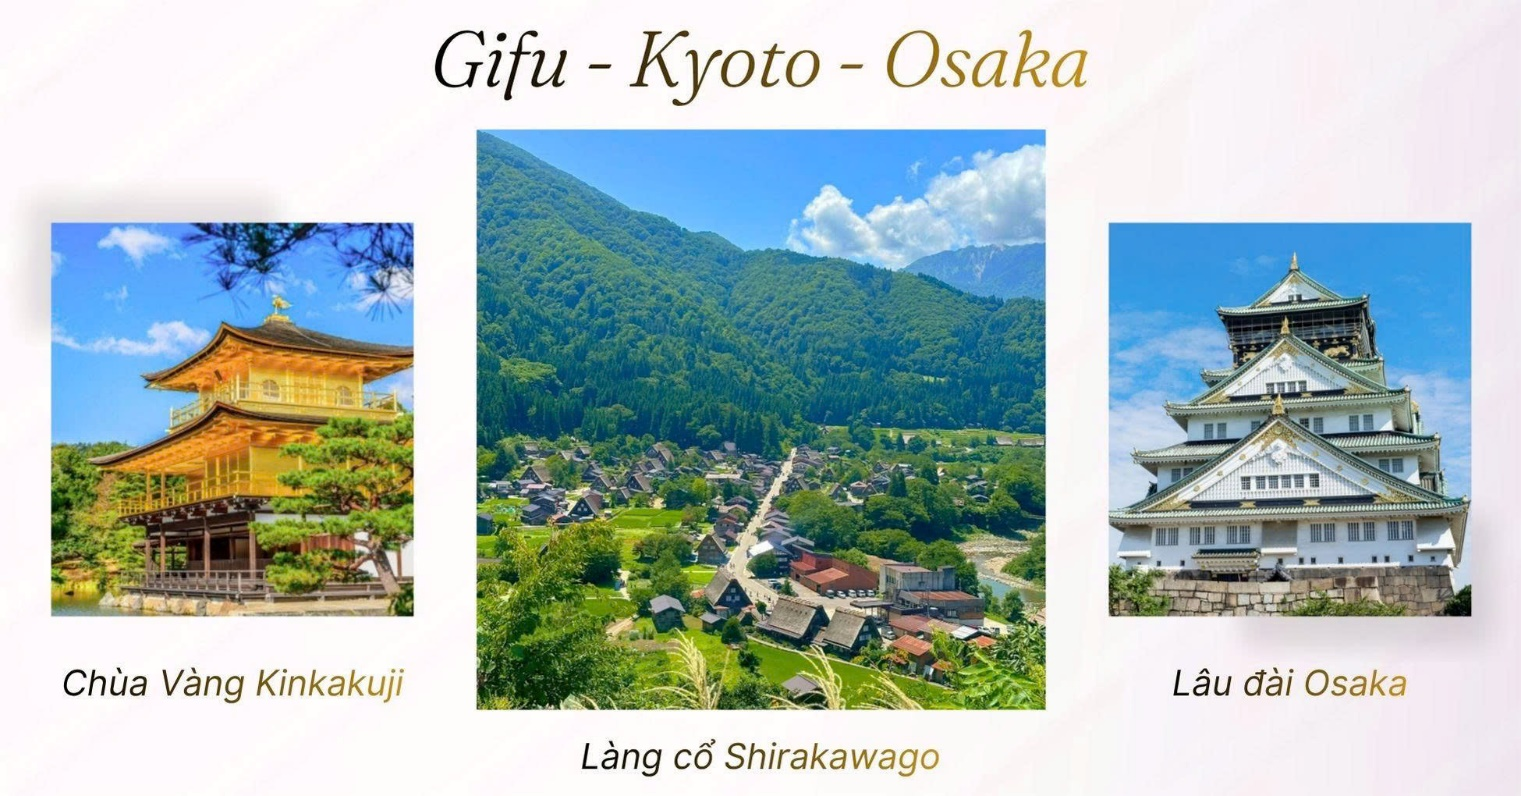 Gifu - Kyoto - Osaka
Chùa Vàng Kinkakuji
Làng cổ Shirakawago
Lâu đài Osaka